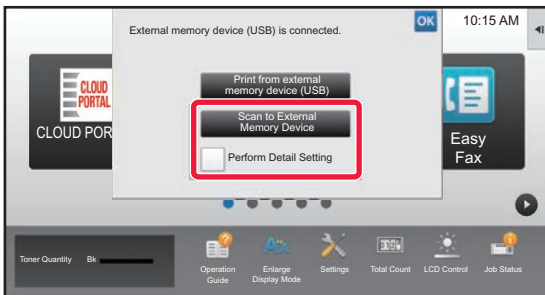 External memory device (USB) is connected.
OK
10:15 AM
Print from external
memory device (USB)
Scan to External
Memory Device
Perform Detail Setting
CLOUD
PORTAL
CLOUD POR
Easy
Fax
Toner Quantity
Bk
Operation
Guide
Enlarge
Display Mode
Settings
Total Count
LCD Control
Job Status